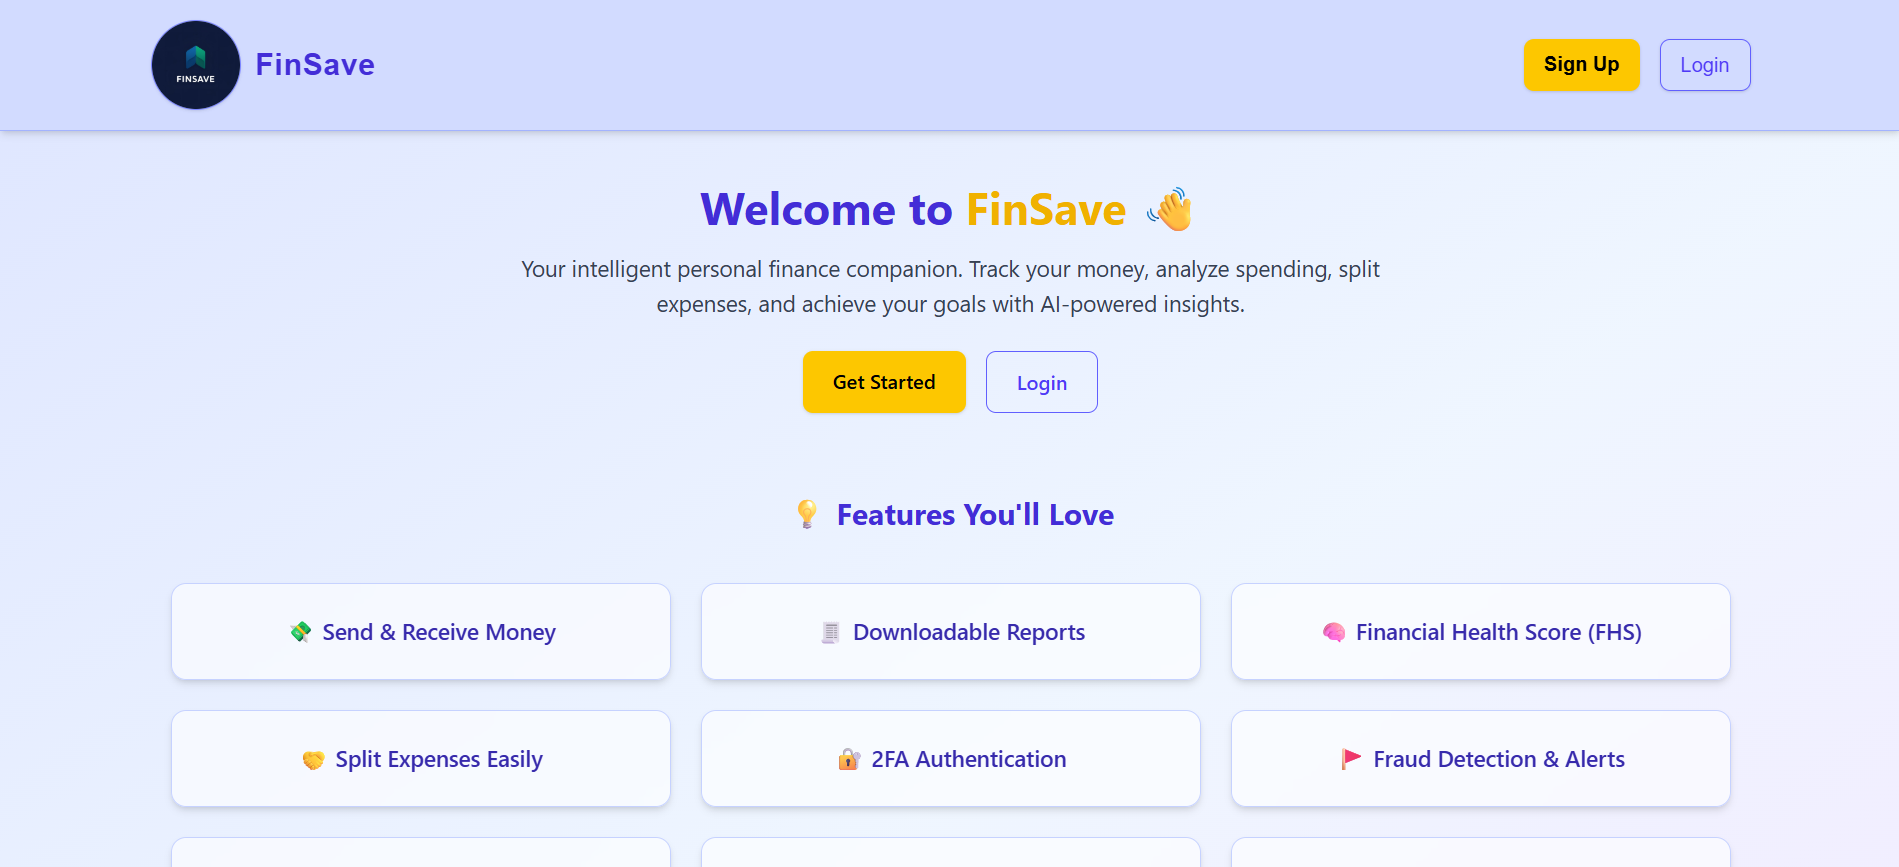 FINSAVE
FinSave
Sign Up
Login
Welcome to FinSave 👋
Your intelligent personal finance companion. Track your money, analyze spending, split
expenses, and achieve your goals with AI-powered insights.
Get Started
Login
💡 Features You'll Love
💸 Send & Receive Money
🧾 Downloadable Reports
🧠 Financial Health Score (FHS)
🤝 Split Expenses Easily
🔐 2FA Authentication
🚩 Fraud Detection & Alerts